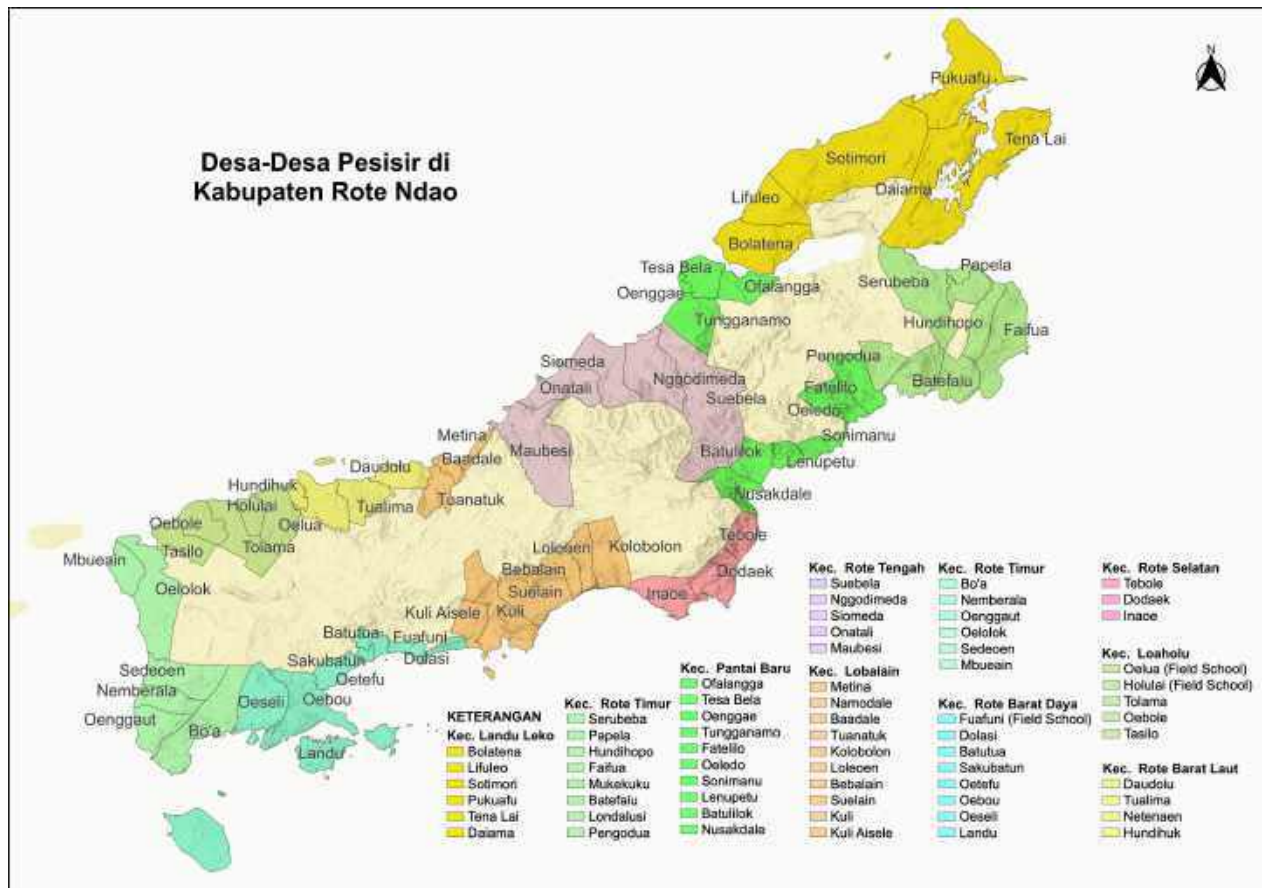 N
Desa-Desa Pesisir di
Kabupaten Rote Ndao
Pukuafu
Tena Lai
Sotimori
Daiama
Lifuleo
Bolatena
Tesa Bela
Oenggae
Ofalangga
Tungganamo
Serubeba
Papela
Hundihopo
Faifua
Pengodua
Batefalu
Fatelilo
Oeledo
Sonimanu
Lenupetu
Siomeda
Onatali
Nggodimeda
Suebela
Batulilok
Nusakdale
Metina
Baadale
Maubesi
Tuanatuk
Daudolu
Hundihuk
Holulai
Oelua
Tualima
Oebole
Tasilo
Tolama
Mbueain
Oelolok
Loleoen
Kolobolon
Bebalain
Suelain
Kuli Aisele
Kuli
Tebole
Dodaek
Inaoe
Batutua
Fuafuni
Dolasi
Sakubatun
Oetefu
Sedeoen
Nemberala
Oenggaut
Bo'a
Oeseli
Oebou
Landu
KETERANGAN
Kec. Landu Leko
Bolatena
Lifuleo
Sotimori
Pukuafu
Tena Lai
Daiama
Kec. Rote Timur
Serubeba
Papela
Hundihopo
Faifua
Mukekuku
Batefalu
Londalusi
Pengodua
Kec. Pantai Baru
Ofalangga
Tesa Bela
Oenggae
Tungganamo
Fatelilo
Oeledo
Sonimanu
Lenupetu
Batulilok
Nusakdale
Kec. Rote Tengah
Suebela
Nggodimeda
Siomeda
Onatali
Maubesi
Kec. Lobalain
Metina
Namodale
Baadale
Tuanatuk
Kolobolon
Loleoen
Bebalain
Suelain
Kuli
Kuli Aisele
Kec. Rote Timur
Bo'a
Nemberala
Oenggaut
Oelolok
Sedeoen
Mbueain
Kec. Rote Barat Daya
Fuafuni (Field School)
Dolasi
Batutua
Sakubatun
Oetefu
Oebou
Oeseli
Landu
Kec. Rote Selatan
Tebole
Dodaek
Inaoe
Kec. Loaholu
Oelua (Field School)
Holulai (Field School)
Tolama
Oebole
Tasilo
Kec. Rote Barat Laut
Daudolu
Tualima
Netenaen
Hundihuk